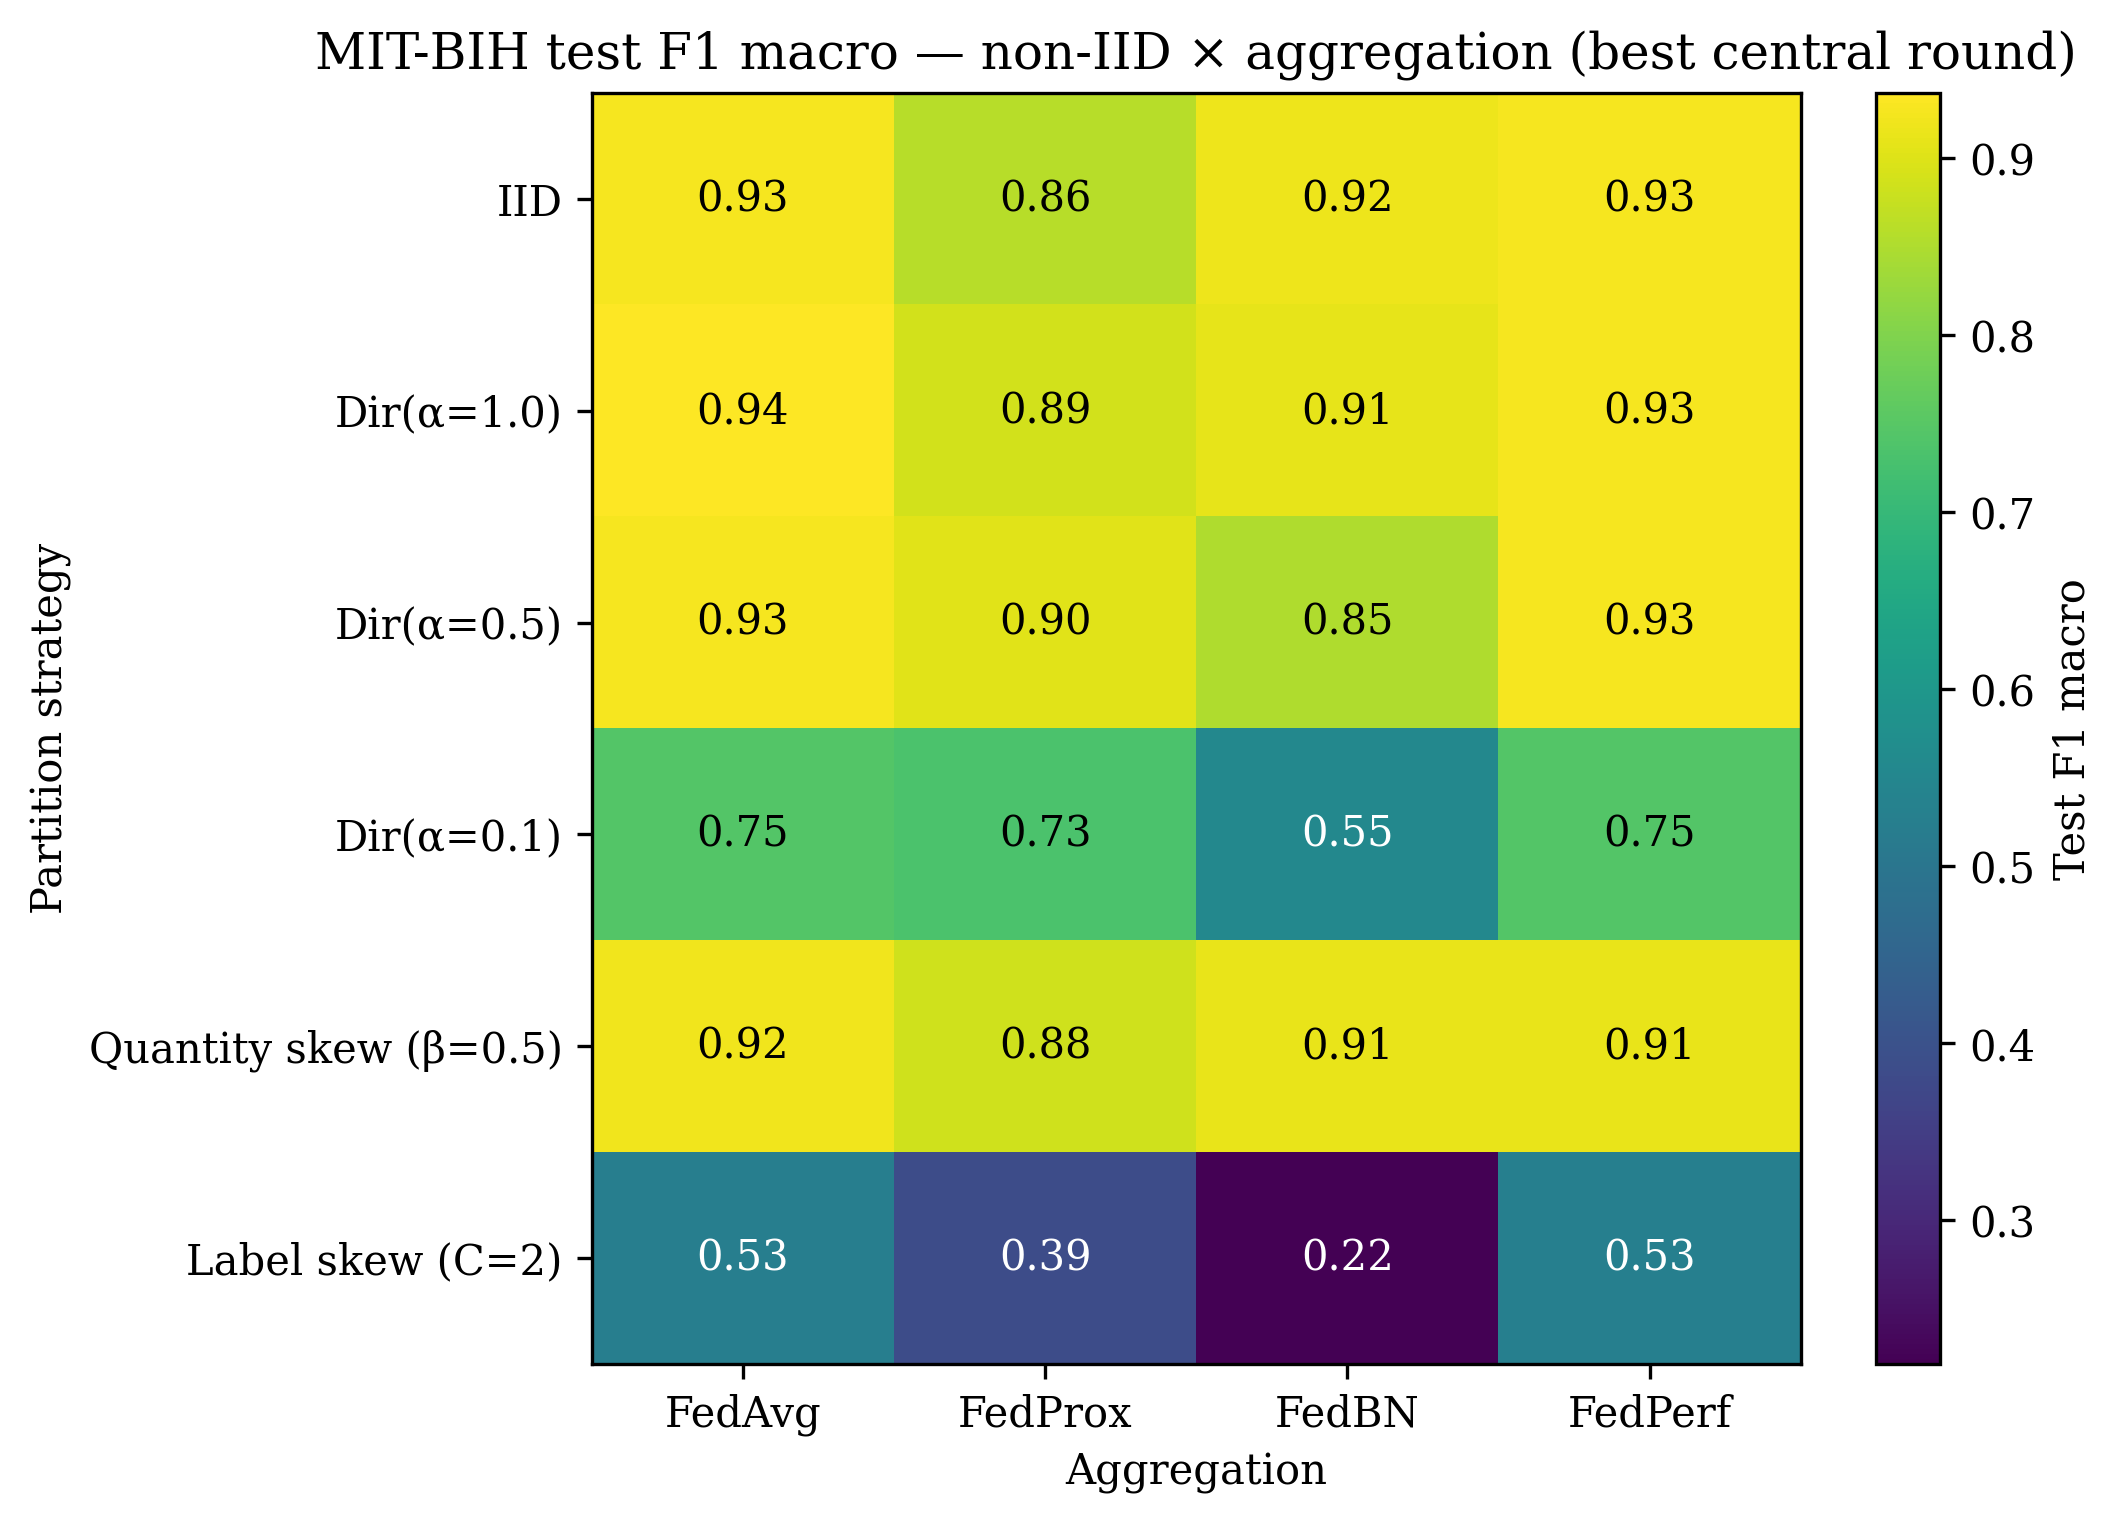 MIT-BIH test F1 macro — non-IID × aggregation (best central round)
Partition strategy
IID 0.93 0.86 0.92 0.93
Dir(α=1.0) 0.94 0.89 0.91 0.93
Dir(α=0.5) 0.93 0.90 0.85 0.93
Dir(α=0.1) 0.75 0.73 0.55 0.75
Quantity skew (β=0.5) 0.92 0.88 0.91 0.91
Label skew (C=2) 0.53 0.39 0.22 0.53
FedAvg FedProx FedBN FedPerf
Aggregation
0.9
0.8
0.7
0.6
0.5
0.4
0.3
Test F1 macro